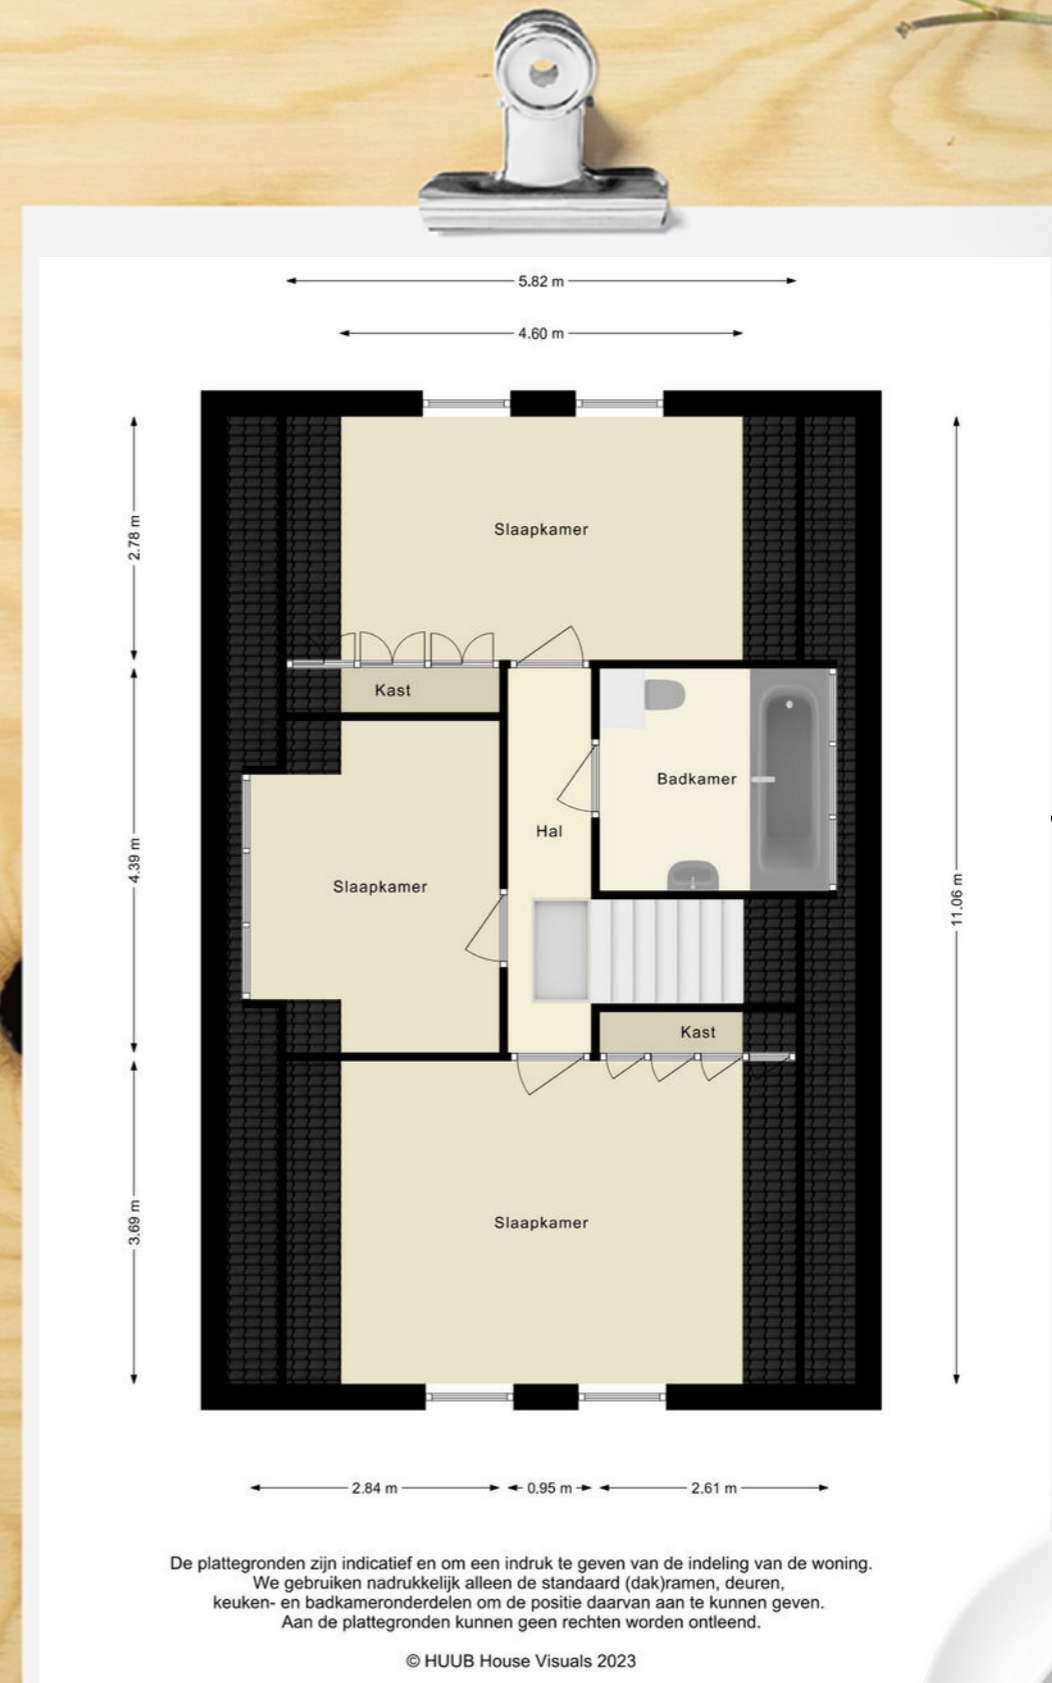 5.82 m
4.60 m
Slaapkamer
2.78 m
Kast
Badkamer
Hal
4.39 m
Slaapkamer
11.06 m
Kast
3.69 m
Slaapkamer
2.84 m
0.95 m
2.61 m
De plattegronden zijn indicatief en om een indruk te geven van de indeling van de woning.
We gebruiken nadrukkelijk alleen de standaard (dak)ramen, deuren,
keuken- en badkameronderdelen om de positie daarvan aan te kunnen geven.
Aan de plattegronden kunnen geen rechten worden ontleend.
© HUUB House Visuals 2023